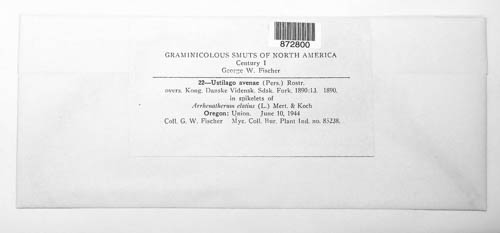 872800
GRAMINICOLOUS SMUTS OF NORTH AMERICA
Century I
George W. Fischer
22—Ustilago avenae (Pers.) Rostr.
overs. Kong. Danske Vidensk. Sdsk. Fork. 1890:13. 1890.
in spikelets of
Arrhenatherum elatius (L.) Mert. & Koch
Oregon: Union. June 10, 1944
Coll. G. W. Fischer Myc. Coll. Bur. Plant Ind. no. 85238.